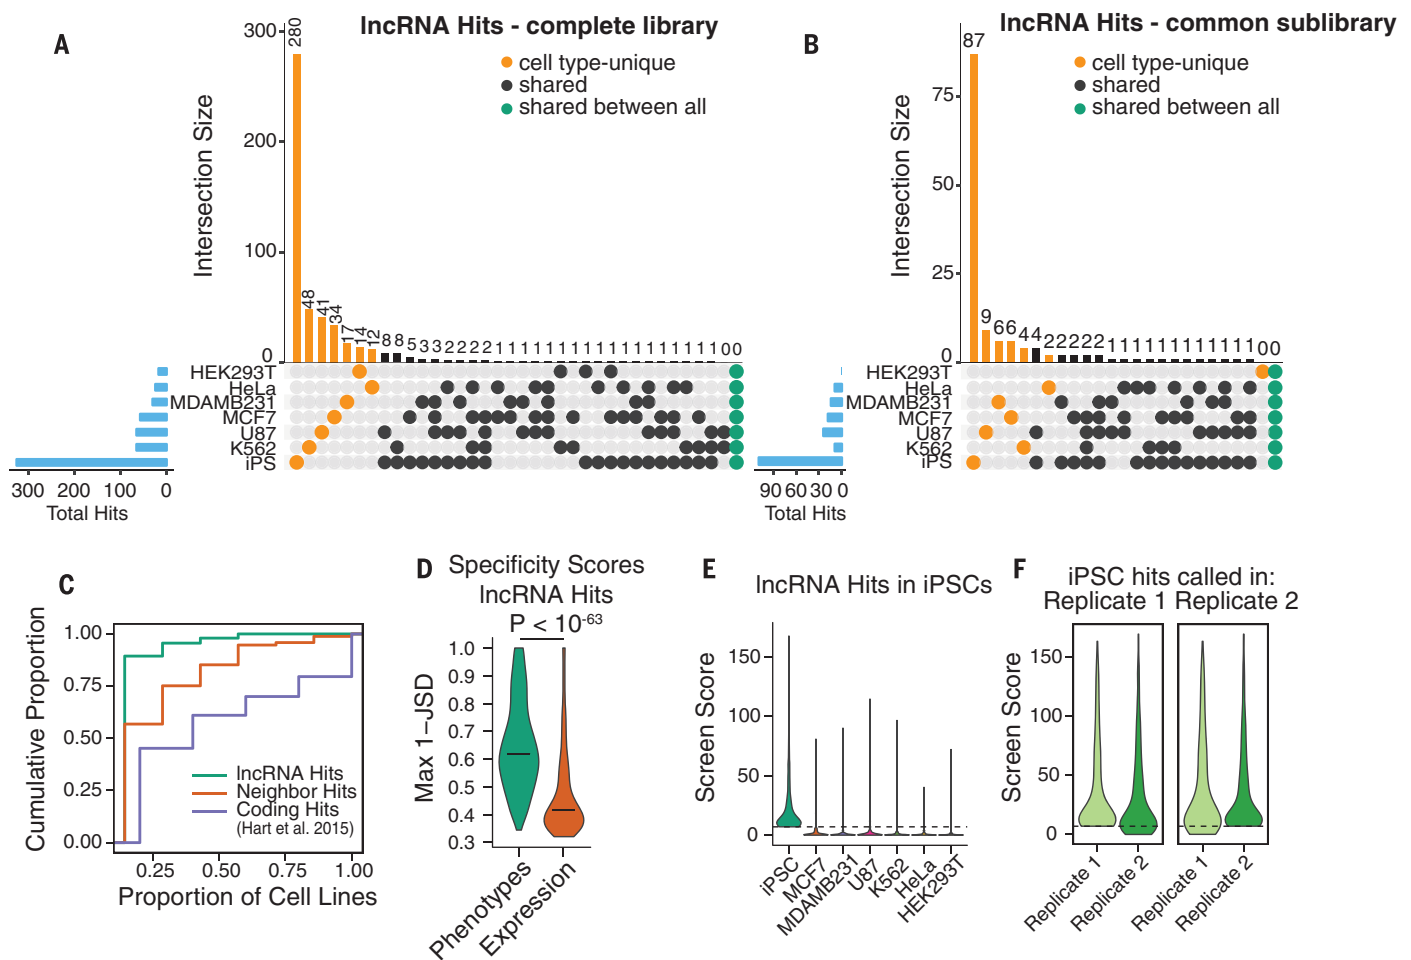 A
lncRNA Hits - complete library
cell type-unique
shared
shared between all
Intersection Size
300
200
100
0
280
48
41
34
17
14
12
8 8 5 3 3 2 2 2 2 1 1 1 1 1 1 1 1 1 1 1 1 1 1 1 1 1 1 0 0
HEK293T
HeLa
MDAMB231
MCF7
U87
K562
iPS
300 200 100 0
Total Hits
B
lncRNA Hits - common sublibrary
cell type-unique
shared
shared between all
Intersection Size
75
50
25
0
87
9 6 6 4 4 2 2 2 2 2 1 1 1 1 1 1 1 1 1 1 1 1 0 0
HEK293T
HeLa
MDAMB231
MCF7
U87
K562
iPS
90 60 30 0
Total Hits
C
Cumulative Proportion
1.00
0.75
0.50
0.25
0.00
lncRNA Hits
Neighbor Hits
Coding Hits
(Hart et al. 2015)
0.25 0.50 0.75 1.00
Proportion of Cell Lines
D
Specificity Scores
lncRNA Hits
P < 10-63
Max 1–JSD
1.0
0.9
0.8
0.7
0.6
0.5
0.4
0.3
Phenotypes
Expression
E
lncRNA Hits in iPSCs
Screen Score
150
100
50
0
iPSC
MCF7
MDAMB231
U87
K562
HeLa
HEK293T
F
iPSC hits called in:
Replicate 1 Replicate 2
Screen Score
150
100
50
0
Replicate 1
Replicate 2
Replicate 1
Replicate 2